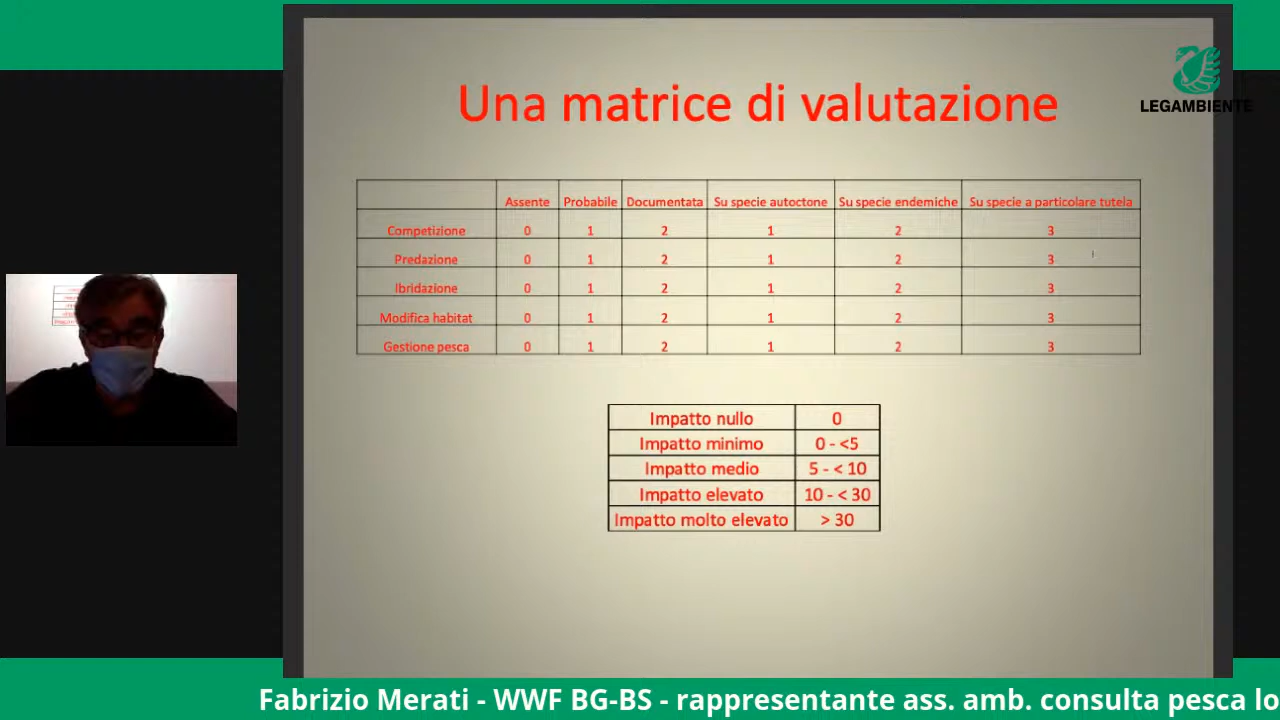 Una matrice di valutazione
LEGAMBIENTE
Assente Probabile Documentata Su specie autoctone Su specie endemiche Su specie a particolare tutela
Competizione 0 1 2 1 2 3
Predazione 0 1 2 1 2 3
Ibridazione 0 1 2 1 2 3
Modifica habitat 0 1 2 1 2 3
Gestione pesca 0 1 2 1 2 3
Impatto nullo 0
Impatto minimo 0 - <5
Impatto medio 5 - < 10
Impatto elevato 10 - < 30
Impatto molto elevato > 30
Fabrizio Merati - WWF BG-BS - rappresentante ass. amb. consulta pesca lo